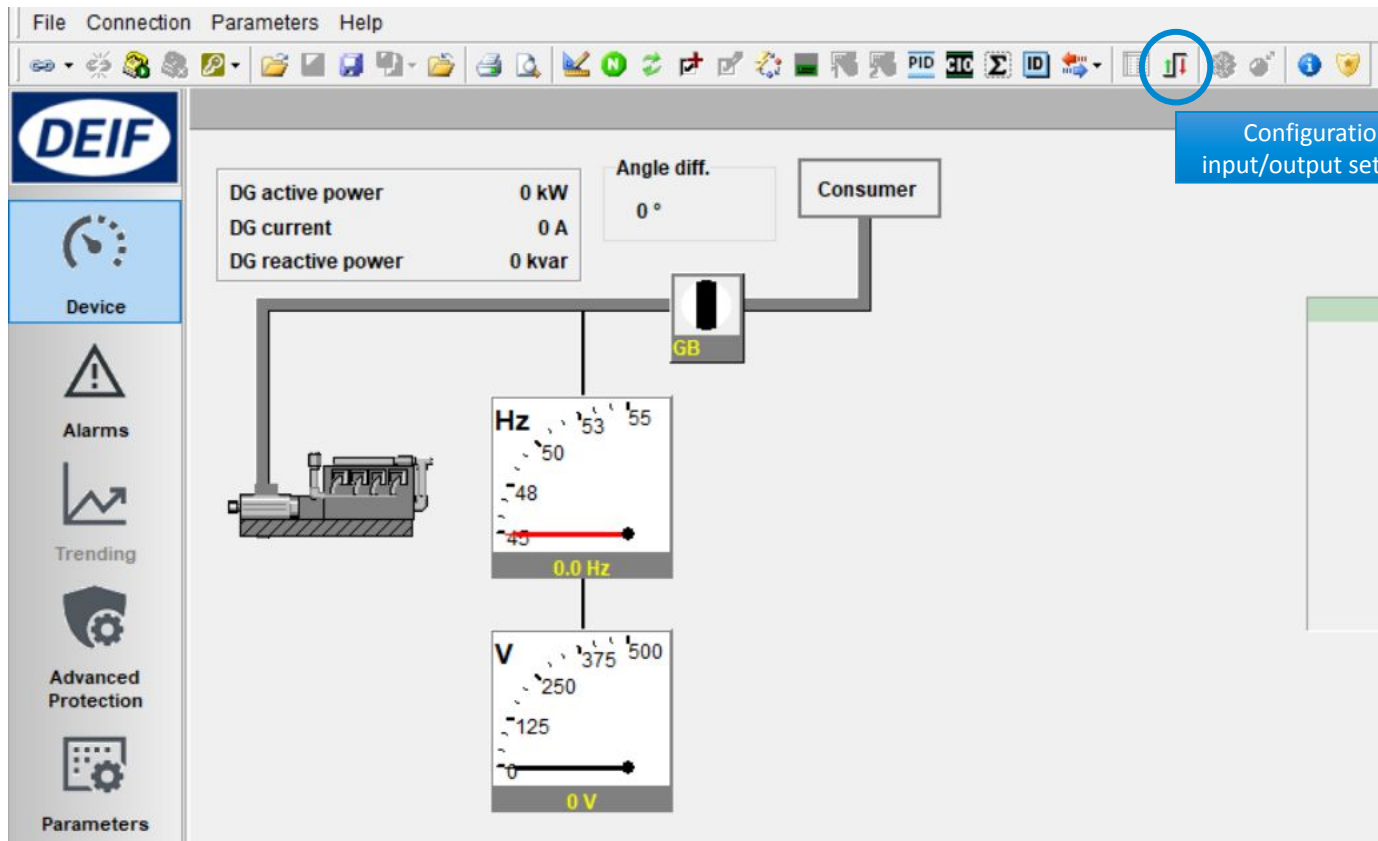 File Connection Parameters Help
PID
ID
DEIF
Configuratio
input/output set
Angle diff.
0 °
Consumer
DG active power 0 kW
DG current 0 A
DG reactive power 0 kvar
Device
GB
Alarms
Hz 45 48 50 53 55
0.0 Hz
Trending
V 0 125 250 375 500
0 V
Advanced
Protection
Parameters